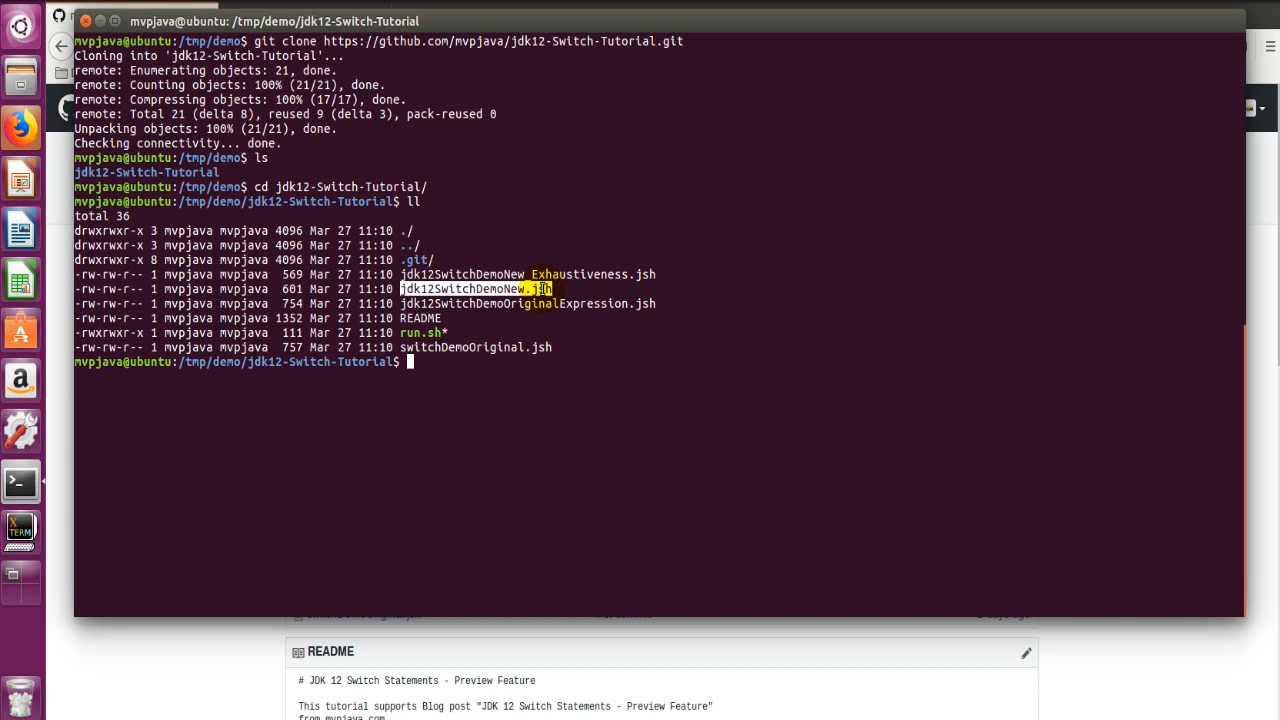 mvpjava@ubuntu: /tmp/demo/jdk12-Switch-Tutorial
mvpjava@ubuntu:/tmp/demo$ git clone https://github.com/mvpjava/jdk12-Switch-Tutorial.git
Cloning into 'jdk12-Switch-Tutorial'...
remote: Enumerating objects: 21, done.
remote: Counting objects: 100% (21/21), done.
remote: Compressing objects: 100% (17/17), done.
remote: Total 21 (delta 8), reused 9 (delta 3), pack-reused 0
Unpacking objects: 100% (21/21), done.
Checking connectivity... done.
mvpjava@ubuntu:/tmp/demo$ ls
jdk12-Switch-Tutorial
mvpjava@ubuntu:/tmp/demo$ cd jdk12-Switch-Tutorial/
mvpjava@ubuntu:/tmp/demo/jdk12-Switch-Tutorial$ ll
total 36
drwxrwxr-x 3 mvpjava mvpjava 4096 Mar 27 11:10 ./
drwxrwxr-x 3 mvpjava mvpjava 4096 Mar 27 11:10 ../
drwxrwxr-x 8 mvpjava mvpjava 4096 Mar 27 11:10 .git/
-rw-rw-r-- 1 mvpjava mvpjava  569 Mar 27 11:10 jdk12SwitchDemoNew_Exhaustiveness.jsh
-rw-rw-r-- 1 mvpjava mvpjava  601 Mar 27 11:10 jdk12SwitchDemoNew.jsh
-rw-rw-r-- 1 mvpjava mvpjava  754 Mar 27 11:10 jdk12SwitchDemoOriginalExpression.jsh
-rw-rw-r-- 1 mvpjava mvpjava 1352 Mar 27 11:10 README
-rwxrwxr-x 1 mvpjava mvpjava  111 Mar 27 11:10 run.sh*
-rw-rw-r-- 1 mvpjava mvpjava  757 Mar 27 11:10 switchDemoOriginal.jsh
mvpjava@ubuntu:/tmp/demo/jdk12-Switch-Tutorial$
X
TERM
README
# JDK 12 Switch Statements - Preview Feature
This tutorial supports Blog post "JDK 12 Switch Statements - Preview Feature"
from mvpjava.com